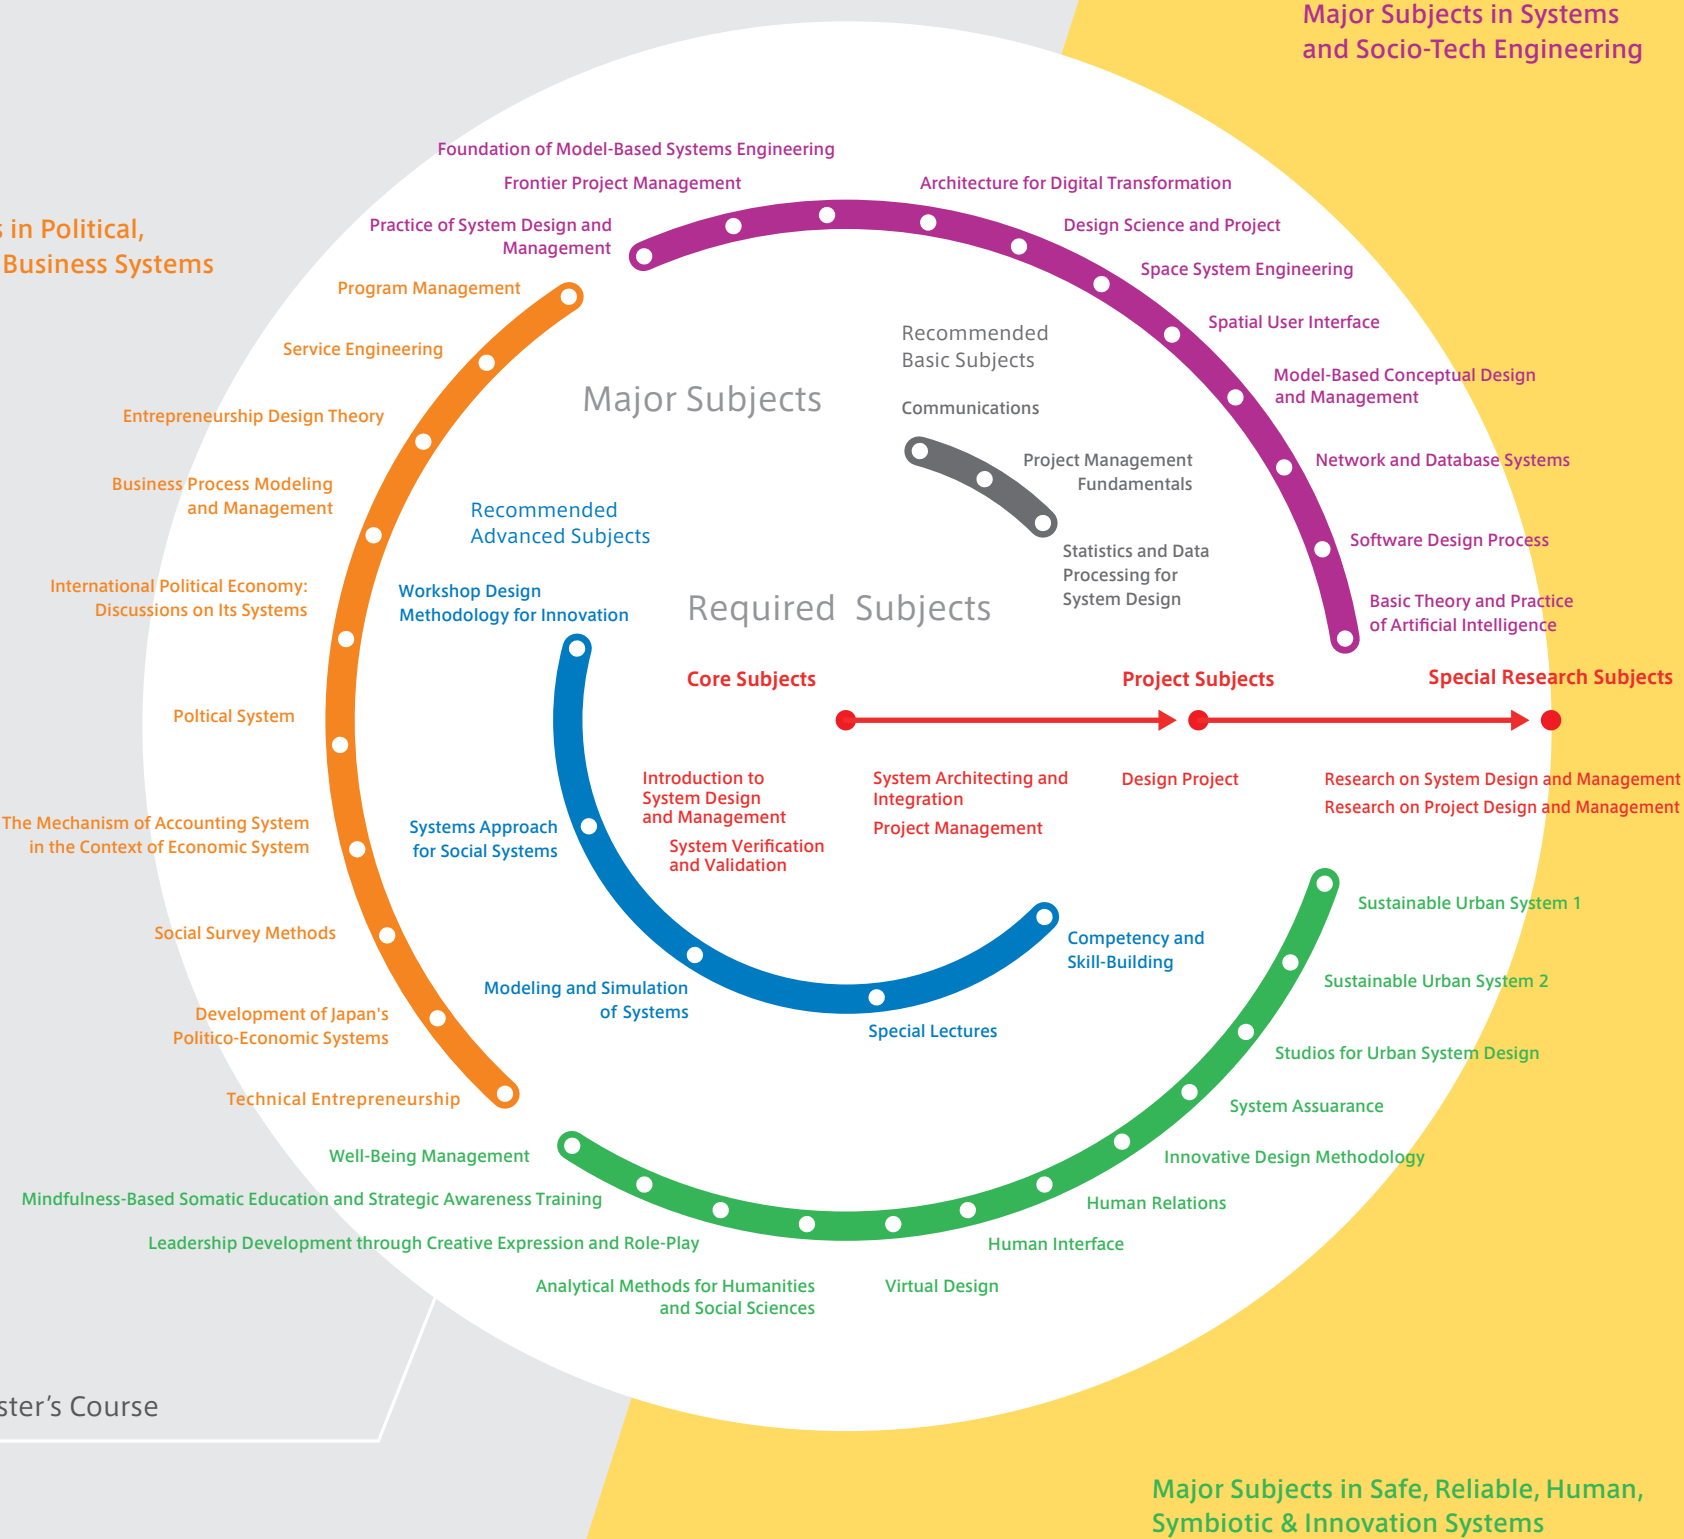 Major Subjects in Systems
and Socio-Tech Engineering
in Political,
Business Systems
Foundation of Model-Based Systems Engineering
Frontier Project Management
Practice of System Design and
Management
Architecture for Digital Transformation
Design Science and Project
Space System Engineering
Spatial User Interface
Model-Based Conceptual Design
and Management
Network and Database Systems
Software Design Process
Basic Theory and Practice
of Artificial Intelligence
Program Management
Service Engineering
Entrepreneurship Design Theory
Business Process Modeling
and Management
International Political Economy:
Discussions on Its Systems
Poltical System
The Mechanism of Accounting System
in the Context of Economic System
Social Survey Methods
Development of Japan's
Politico-Economic Systems
Technical Entrepreneurship
Major Subjects
Recommended
Basic Subjects
Communications
Project Management
Fundamentals
Statistics and Data
Processing for
System Design
Recommended
Advanced Subjects
Workshop Design
Methodology for Innovation
Systems Approach
for Social Systems
Modeling and Simulation
of Systems
Special Lectures
Competency and
Skill-Building
Required Subjects
Core Subjects
Project Subjects
Special Research Subjects
Introduction to
System Design
and Management
System Verification
and Validation
System Architecting and
Integration
Project Management
Design Project
Research on System Design and Management
Research on Project Design and Management
Sustainable Urban System 1
Sustainable Urban System 2
Studios for Urban System Design
System Assuarance
Innovative Design Methodology
Human Relations
Human Interface
Virtual Design
Analytical Methods for Humanities
and Social Sciences
Leadership Development through Creative Expression and Role-Play
Mindfulness-Based Somatic Education and Strategic Awareness Training
Well-Being Management
ster's Course
Major Subjects in Safe, Reliable, Human,
Symbiotic & Innovation Systems